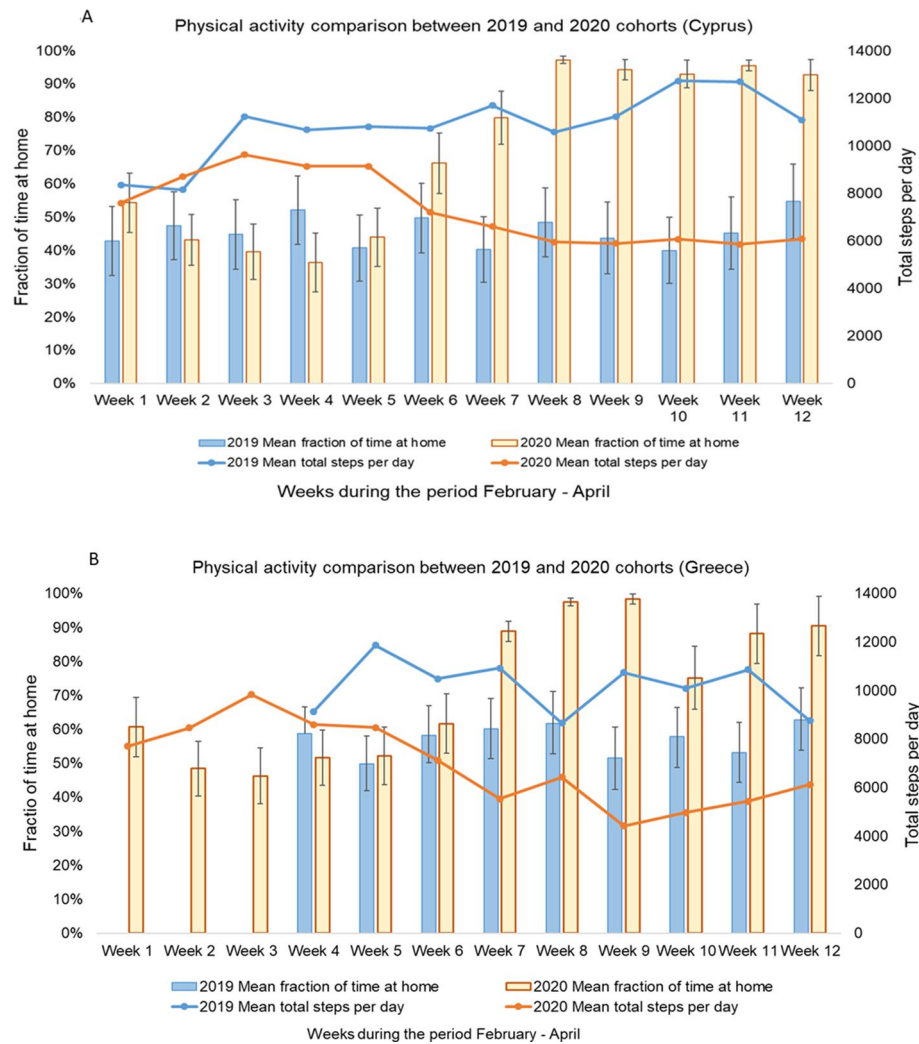 A
Physical activity comparison between 2019 and 2020 cohorts (Cyprus)
100%
90%
80%
70%
60%
50%
40%
30%
20%
10%
0%
Fraction of time at home
14000
12000
10000
8000
6000
4000
2000
0
Total steps per day
Week 1 Week 2 Week 3 Week 4 Week 5 Week 6 Week 7 Week 8 Week 9 Week Week Week
10 11 12
2019 Mean fraction of time at home 2020 Mean fraction of time at home
2019 Mean total steps per day 2020 Mean total steps per day
Weeks during the period February - April
B
Physical activity comparison between 2019 and 2020 cohorts (Greece)
100%
90%
80%
70%
60%
50%
40%
30%
20%
10%
0%
Fractio of time at home
14000
12000
10000
8000
6000
4000
2000
0
Total steps per day
Week 1 Week 2 Week 3 Week 4 Week 5 Week 6 Week 7 Week 8 Week 9 Week 10 Week 11 Week 12
2019 Mean fraction of time at home 2020 Mean fraction of time at home
2019 Mean total steps per day 2020 Mean total steps per day
Weeks during the period February - April